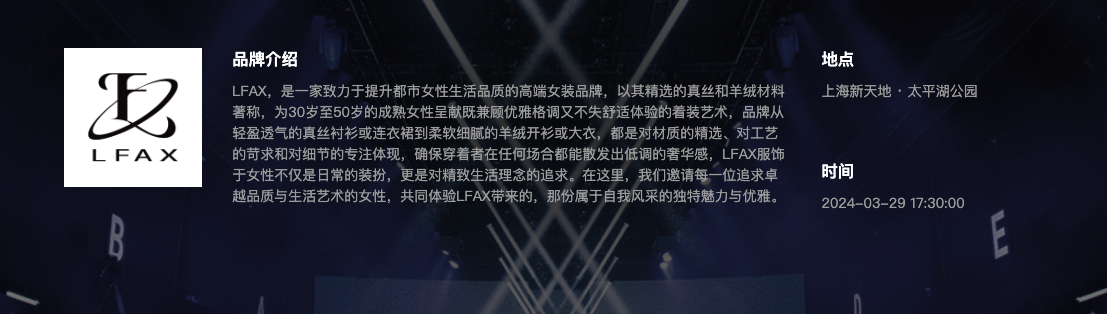 LFAX
品牌介绍
LFAX，是一家致力于提升都市女性生活品质的高端女装品牌，以其精选的真丝和羊绒材料
著称，为30岁至50岁的成熟女性呈献既兼顾优雅格调又不失舒适体验的着装艺术，品牌从
轻盈透气的真丝衬衫或连衣裙到柔软细腻的羊绒开衫或大衣，都是对材质的精选、对工艺
的苛求和对细节的专注体现，确保穿着者在任何场合都能散发出低调的奢华感，LFAX服饰
于女性不仅是日常的装扮，更是对精致生活理念的追求。在这里，我们邀请每一位追求卓
越品质与生活艺术的女性，共同体验LFAX带来的，那份属于自我风采的独特魅力与优雅。
地点
上海新天地 · 太平湖公园
时间
2024-03-29 17:30:00
B
E